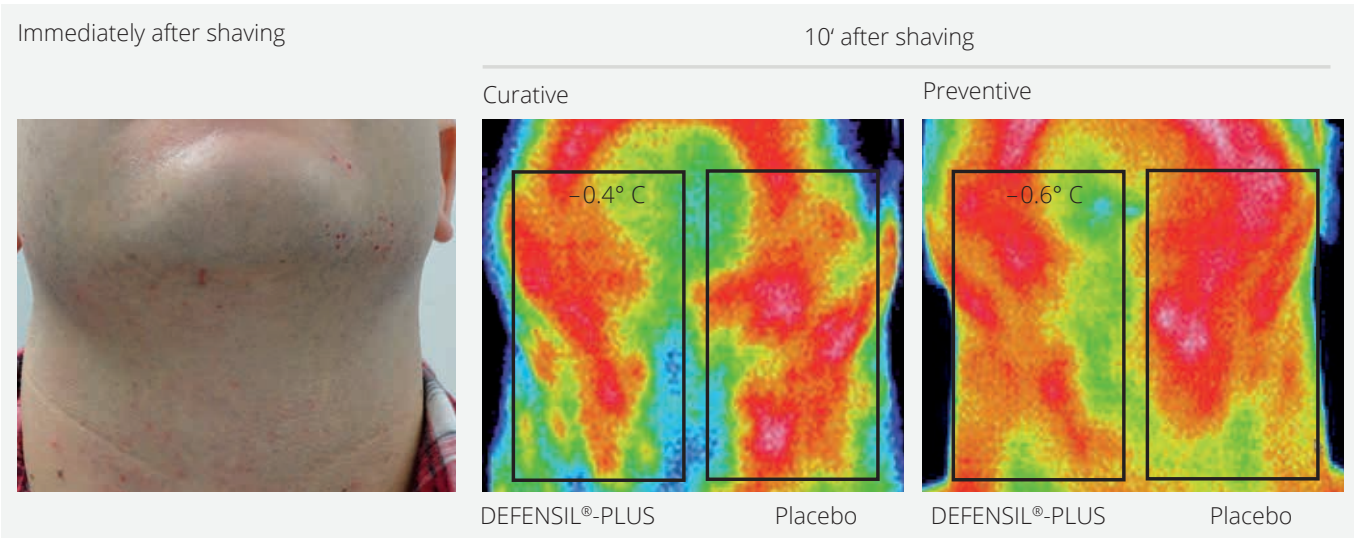 Immediately after shaving
10‘ after shaving
Curative
Preventive
–0.4° C
–0.6° C
DEFENSIL®-PLUS
Placebo
DEFENSIL®-PLUS
Placebo